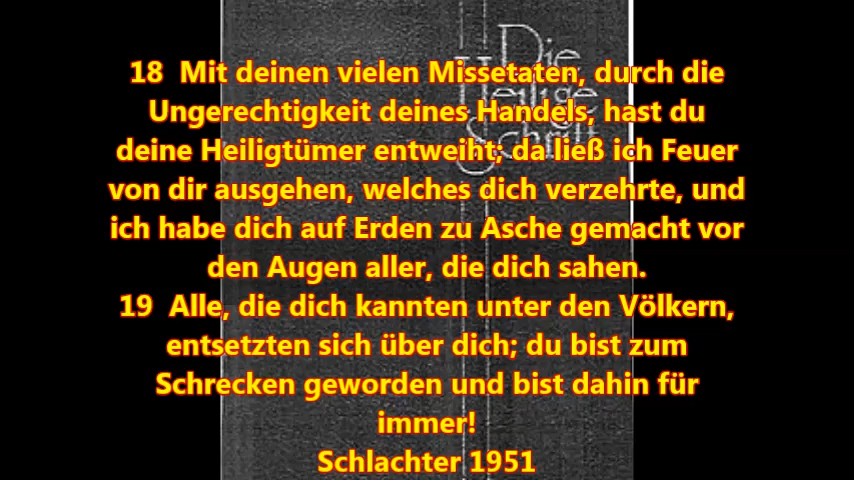 Die
Heilige
Schrift
18 Mit deinen vielen Missetaten, durch die
Ungerechtigkeit deines Handels, hast du
deine Heiligtümer entweiht; da ließ ich Feuer
von dir ausgehen, welches dich verzehrte, und
ich habe dich auf Erden zu Asche gemacht vor
den Augen aller, die dich sahen.
19 Alle, die dich kannten unter den Völkern,
entsetzten sich über dich; du bist zum
Schrecken geworden und bist dahin für
immer!
Schlachter 1951